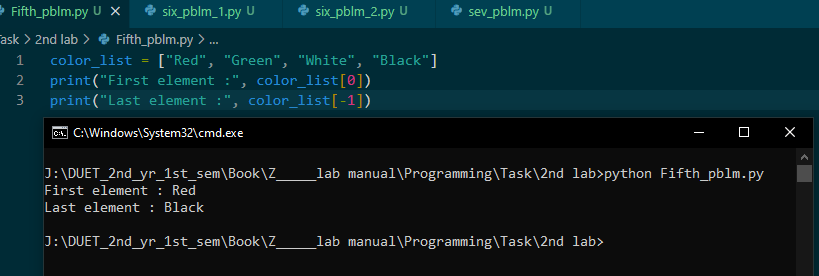 Fifth_pblm.py U × six_pblm_1.py U six_pblm_2.py U sev_pblm.py U
Task > 2nd lab > Fifth_pblm.py > ...
1 color_list = ["Red", "Green", "White", "Black"]
2 print("First element :", color_list[0])
3 print("Last element :", color_list[-1])
C:\Windows\System32\cmd.exe
J:\DUET_2nd_yr_1st_sem\Book\Z_____lab manual\Programming\Task\2nd lab>python Fifth_pblm.py
First element : Red
Last element : Black
J:\DUET_2nd_yr_1st_sem\Book\Z_____lab manual\Programming\Task\2nd lab>